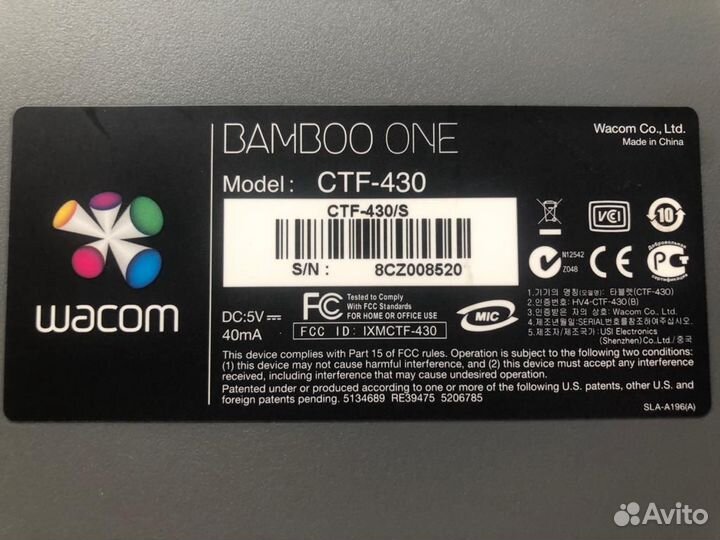 BAMBOO ONE
Model: CTF-430
CTF-430/S
S/N : 8CZ008520
wacom
DC:5V
40mA
FC
Tested to Comply
With FCC Standards
FOR HOME OR OFFICE USE
FCC ID: IXMCTF-430
MIC
Wacom Co., Ltd.
Made in China
VCI
10
N12542
Z048
CE
Добровольная
сертификация
1.기기의 명칭(모델명): 타블렛(CTF-430)
2.인증번호: HV4-CTF-430(B)
3.인증받은 자의 상호: Wacom Co., Ltd.
4.제조년월일:SERIAL번호를참조하여주십시오.
5.제조자/제조국가: USI Electronics
(Shenzhen)Co.,Ltd./중국
This device complies with Part 15 of FCC rules. Operation is subject to the following two conditions:
(1) this device may not cause harmful interference, and (2) this device must accept any interference
received, including interference that may cause undesired operation.
Patented under or produced according to one or more of the following U.S. patents, other U.S. and
foreign patents pending. 5134689 RE39475 5206785
SLA-A196(A)
Avito